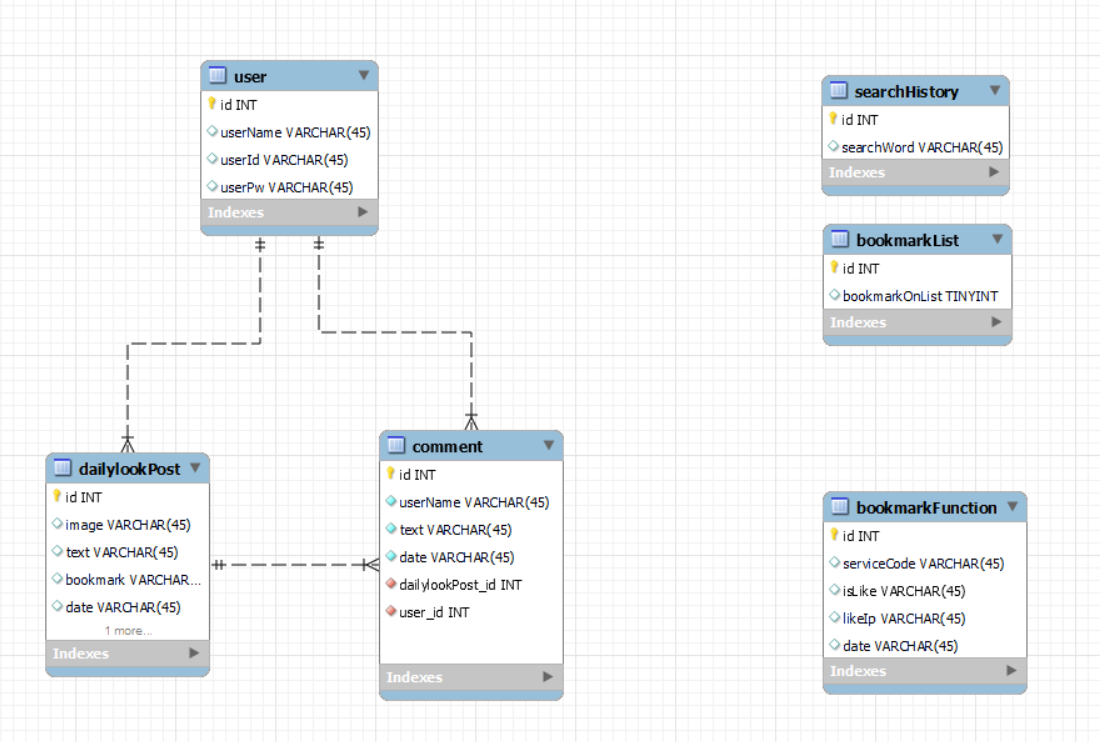 user
id INT
userName VARCHAR(45)
userId VARCHAR(45)
userPw VARCHAR(45)
Indexes
searchHistory
id INT
searchWord VARCHAR(45)
Indexes
bookmarkList
id INT
bookmarkOnList TINYINT
Indexes
dailylookPost
id INT
image VARCHAR(45)
text VARCHAR(45)
bookmark VARCHAR...
date VARCHAR(45)
1 more...
Indexes
comment
id INT
userName VARCHAR(45)
text VARCHAR(45)
date VARCHAR(45)
dailylookPost_id INT
user_id INT
Indexes
bookmarkFunction
id INT
serviceCode VARCHAR(45)
isLike VARCHAR(45)
likeIp VARCHAR(45)
date VARCHAR(45)
Indexes